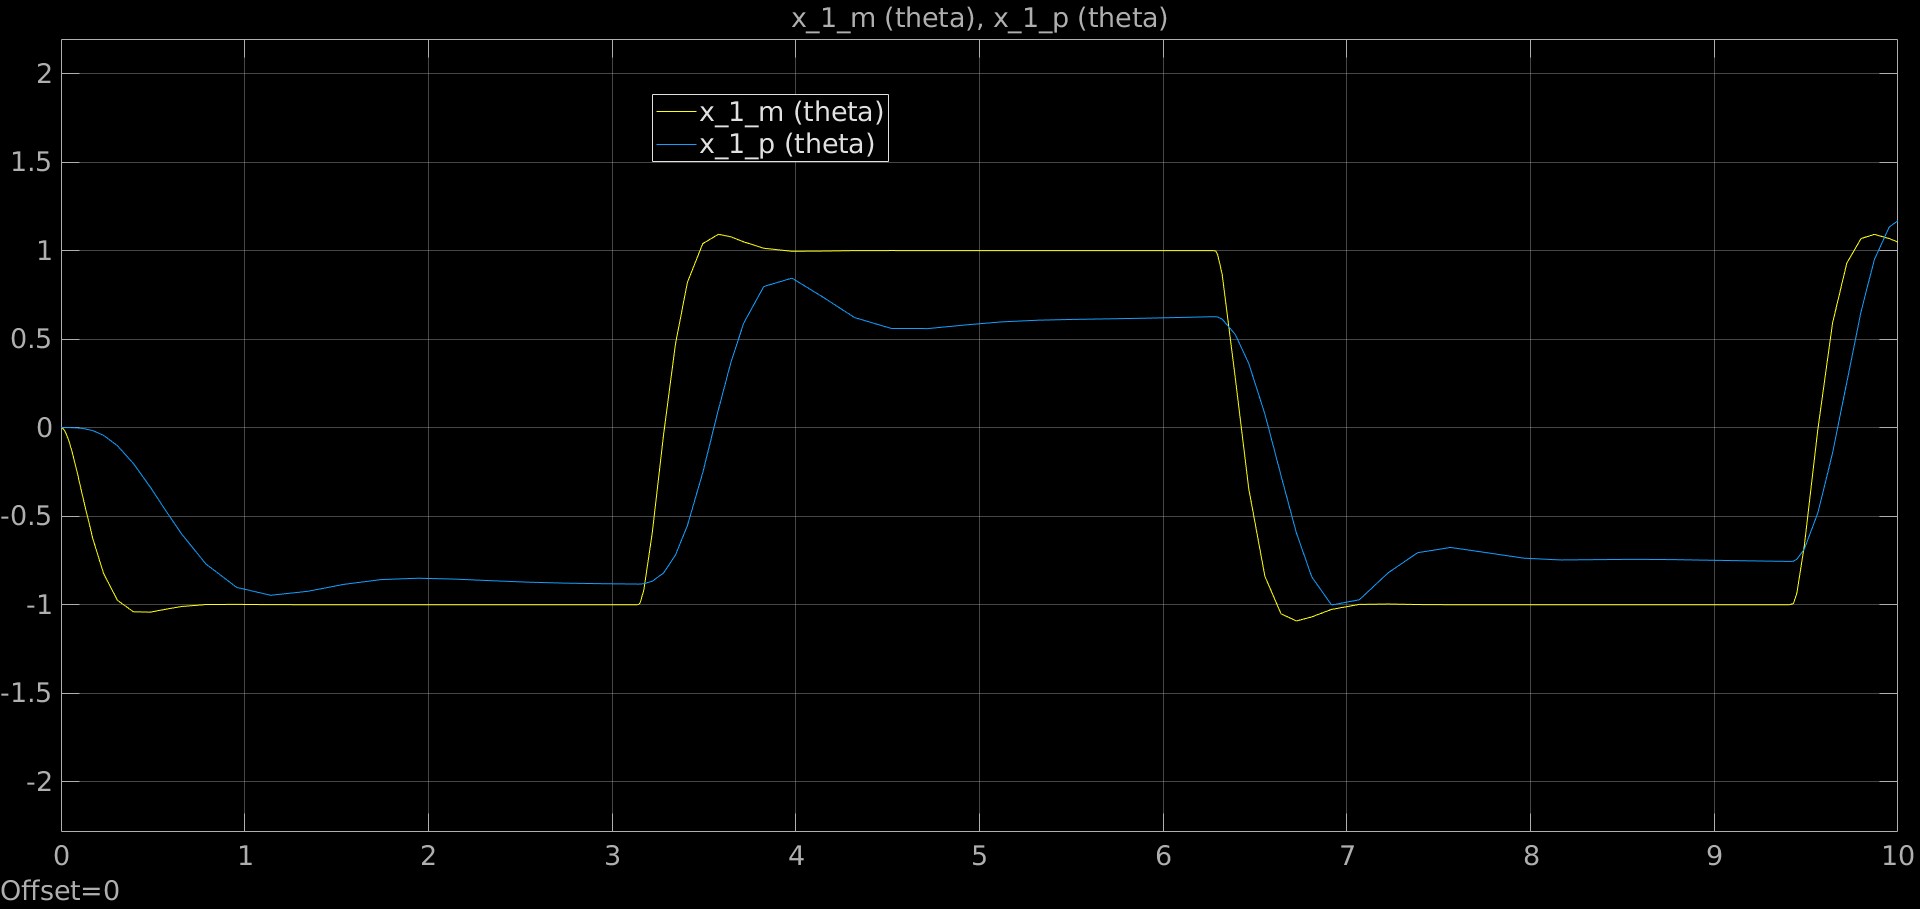 x_1_m (theta), x_1_p (theta)
2
1.5
1
0.5
0
-0.5
-1
-1.5
-2
x_1_m (theta)
x_1_p (theta)
0 1 2 3 4 5 6 7 8 9 10
Offset=0